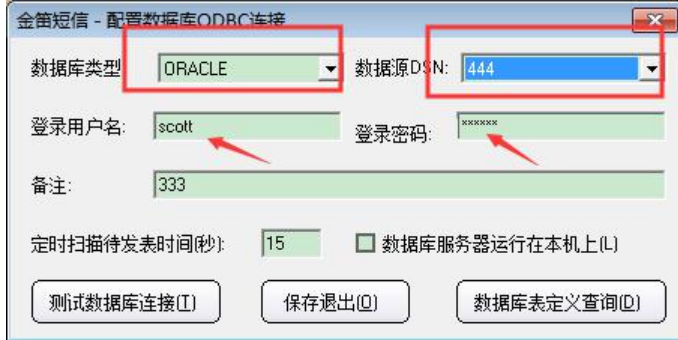 金笛短信 - 配置数据库ODBC连接
数据库类型 ORACLE 数据源DSN: 444
登录用户名: scott 登录密码: ******
备注: 333
定时扫描待发表时间(秒): 15 数据库服务器运行在本机上(L)
测试数据库连接(T) 保存退出(O) 数据库表定义查询(D)